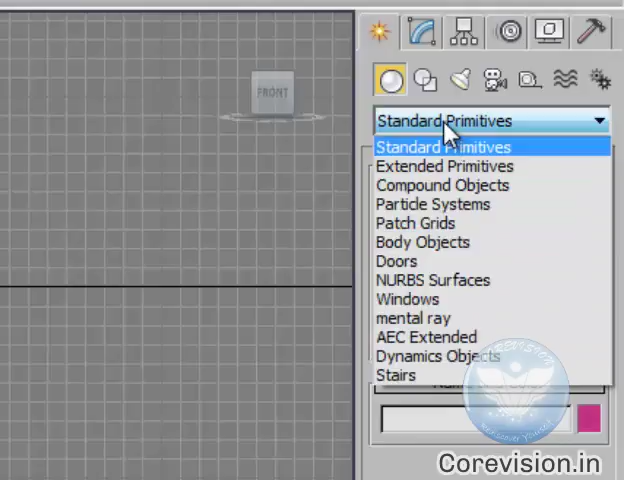 FRONT
Standard Primitives
Standard Primitives
Extended Primitives
Compound Objects
Particle Systems
Patch Grids
Body Objects
Doors
NURBS Surfaces
Windows
mental ray
AEC Extended
Dynamics Objects
Stairs
Corevision.in